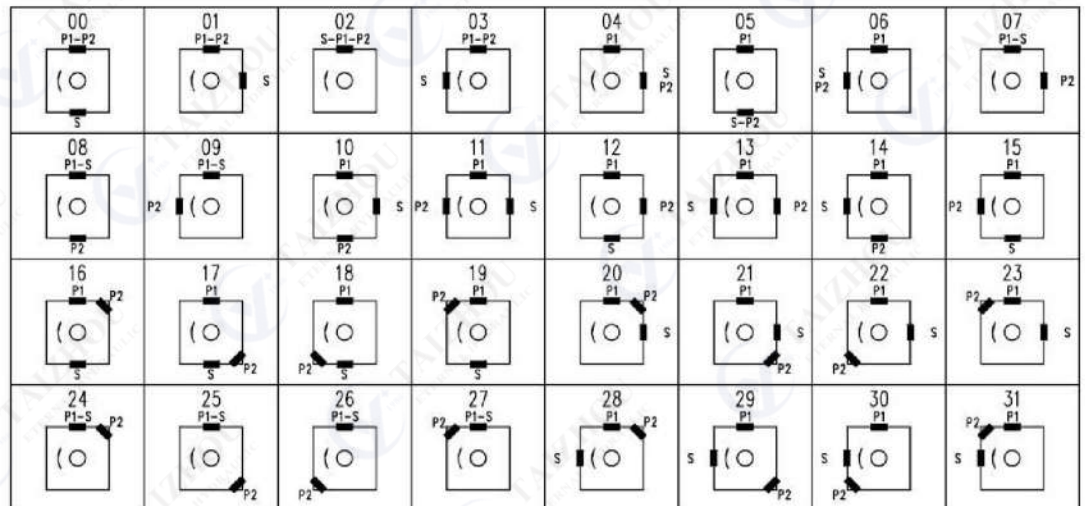 00 01 02 03 04 05 06 07
P1-P2 P1-P2 S-P1-P2 P1-P2 P1 P1 P1 P1-S
S S S P2 S P2 P2
S S-P2
08 09 10 11 12 13 14 15
P1-S P1-S P1 P1 P1 P1 P1 P1
P2 S P2 S P2 S P2 S P2
P2 P2 S P2 S
16 17 18 19 20 21 22 23
P1 P2 P1 P1 P2 P1 P1 P2 P1 P1 P2 P1
S S S S
S S P2 P2 S S P2 P2
24 25 26 27 28 29 30 31
P1-S P2 P1-S P1-S P2 P1-S P1 P2 P1 P1 P2 P1
S S S S
P2 P2 P2 P2
TAIZHOU
ETERNAL HYDRAULIC